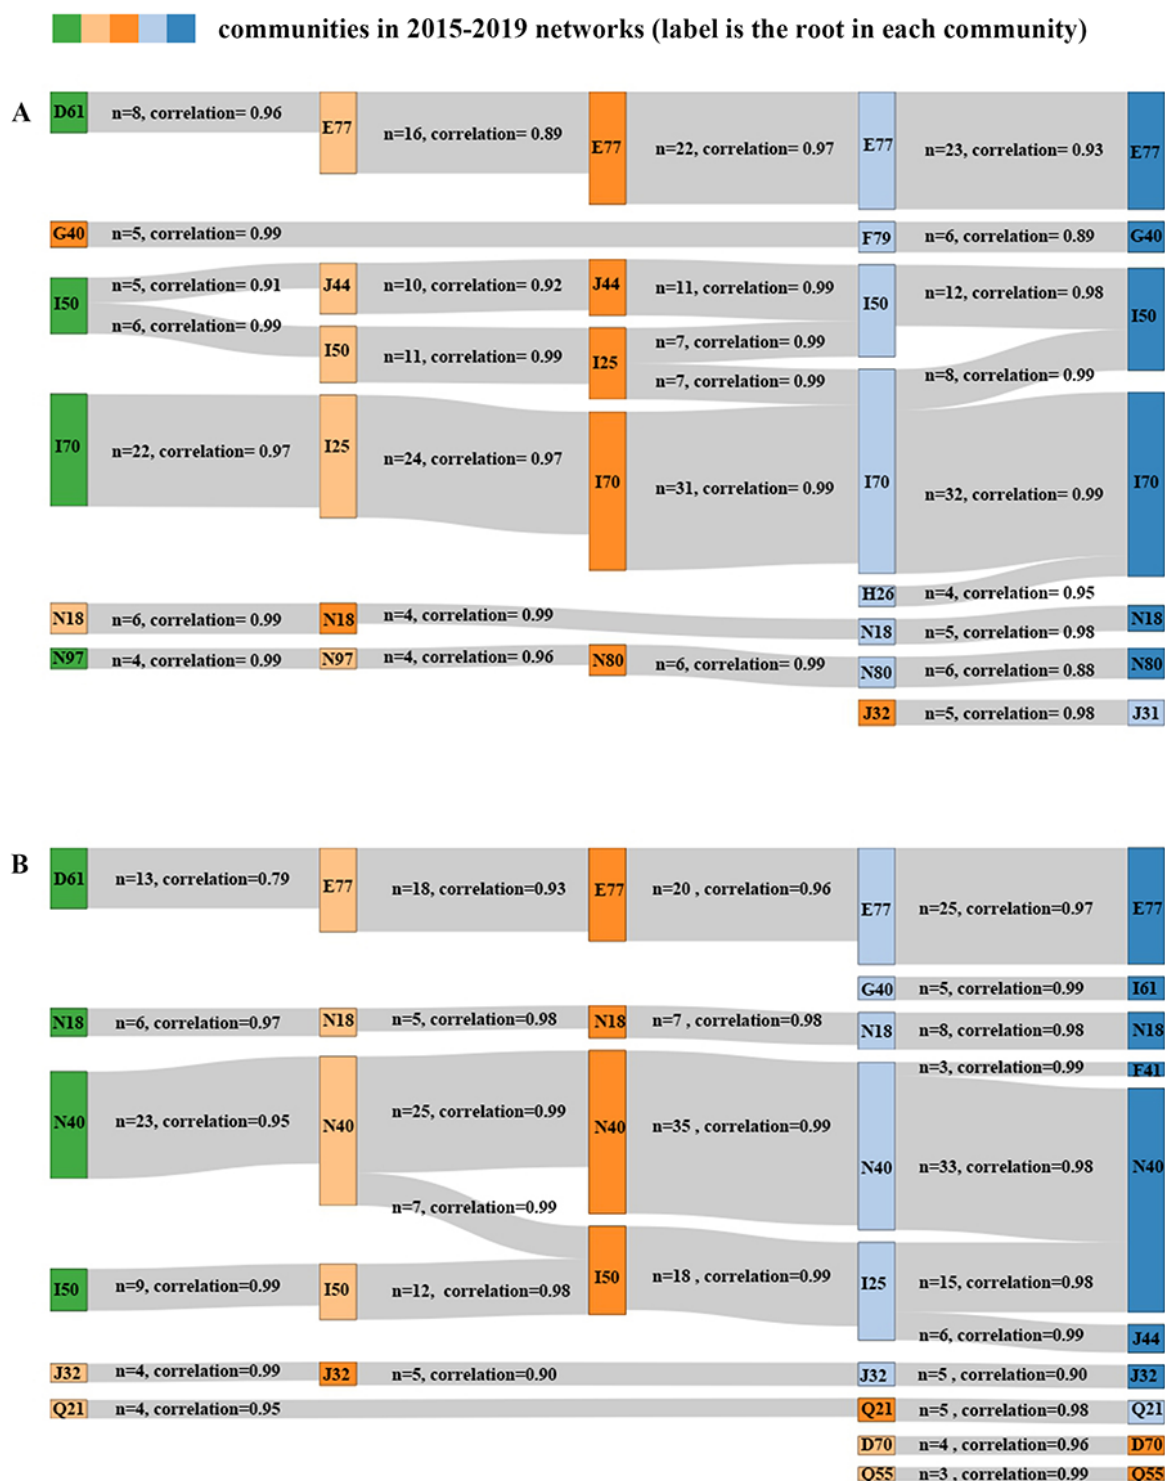 communities in 2015-2019 networks (label is the root in each community)
A
D61 n=8, correlation= 0.96 E77 n=16, correlation= 0.89 E77 n=22, correlation= 0.97 E77 n=23, correlation= 0.93 E77
G40 n=5, correlation= 0.99 F79 n=6, correlation= 0.89 G40
I50 n=5, correlation= 0.91 J44 n=10, correlation= 0.92 J44 n=11, correlation= 0.99 I50 n=12, correlation= 0.98 I50
n=6, correlation= 0.99 I50 n=11, correlation= 0.99 I25 n=7, correlation= 0.99
n=7, correlation= 0.99 n=8, correlation= 0.99
I70 n=22, correlation= 0.97 I25 n=24, correlation= 0.97 I70 n=31, correlation= 0.99 I70 n=32, correlation= 0.99 I70
H26 n=4, correlation= 0.95
N18 n=6, correlation= 0.99 N18 n=4, correlation= 0.99 N18 n=5, correlation= 0.98 N18
N97 n=4, correlation= 0.99 N97 n=4, correlation= 0.96 N80 n=6, correlation= 0.99 N80 n=6, correlation= 0.88 N80
J32 n=5, correlation= 0.98 J31
B
D61 n=13, correlation=0.79 E77 n=18, correlation=0.93 E77 n=20 , correlation=0.96 E77 n=25, correlation=0.97 E77
G40 n=5, correlation=0.99 I61
N18 n=6, correlation=0.97 N18 n=5, correlation=0.98 N18 n=7 , correlation=0.98 N18 n=8, correlation=0.98 N18
n=3, correlation=0.99 F41
N40 n=23, correlation=0.95 N40 n=25, correlation=0.99 N40 n=35 , correlation=0.99 N40 n=33, correlation=0.98 N40
n=7, correlation=0.99
I50 n=9, correlation=0.99 I50 n=12, correlation=0.98 I50 n=18 , correlation=0.99 I25 n=15, correlation=0.98
n=6, correlation=0.99 J44
J32 n=4, correlation=0.99 J32 n=5, correlation=0.90 J32 n=5 , correlation=0.90 J32
Q21 n=4, correlation=0.95 Q21 n=5 , correlation=0.98 Q21
D70 n=4 , correlation=0.96 D70
Q55 n=3 , correlation=0.99 Q55